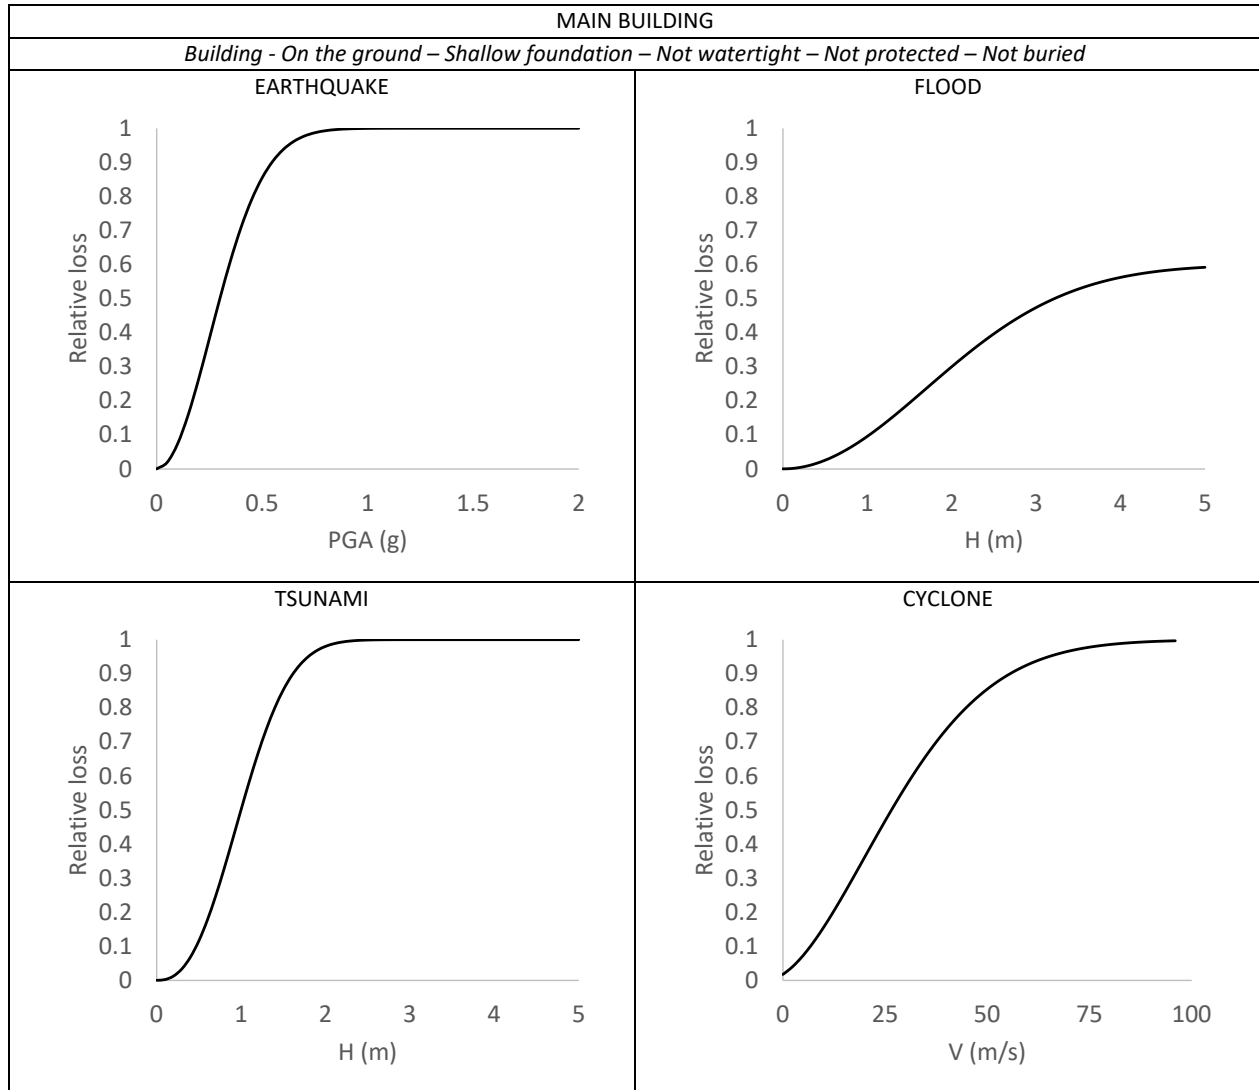 MAIN BUILDING
Building - On the ground – Shallow foundation – Not watertight – Not protected – Not buried
EARTHQUAKE
1
0.9
0.8
0.7
0.6
0.5
0.4
0.3
0.2
0.1
0
Relative loss
0 0.5 1 1.5 2
PGA (g)
FLOOD
1
0.9
0.8
0.7
0.6
0.5
0.4
0.3
0.2
0.1
0
Relative loss
0 1 2 3 4 5
H (m)
TSUNAMI
1
0.9
0.8
0.7
0.6
0.5
0.4
0.3
0.2
0.1
0
Relative loss
0 1 2 3 4 5
H (m)
CYCLONE
1
0.9
0.8
0.7
0.6
0.5
0.4
0.3
0.2
0.1
0
Relative loss
0 25 50 75 100
V (m/s)